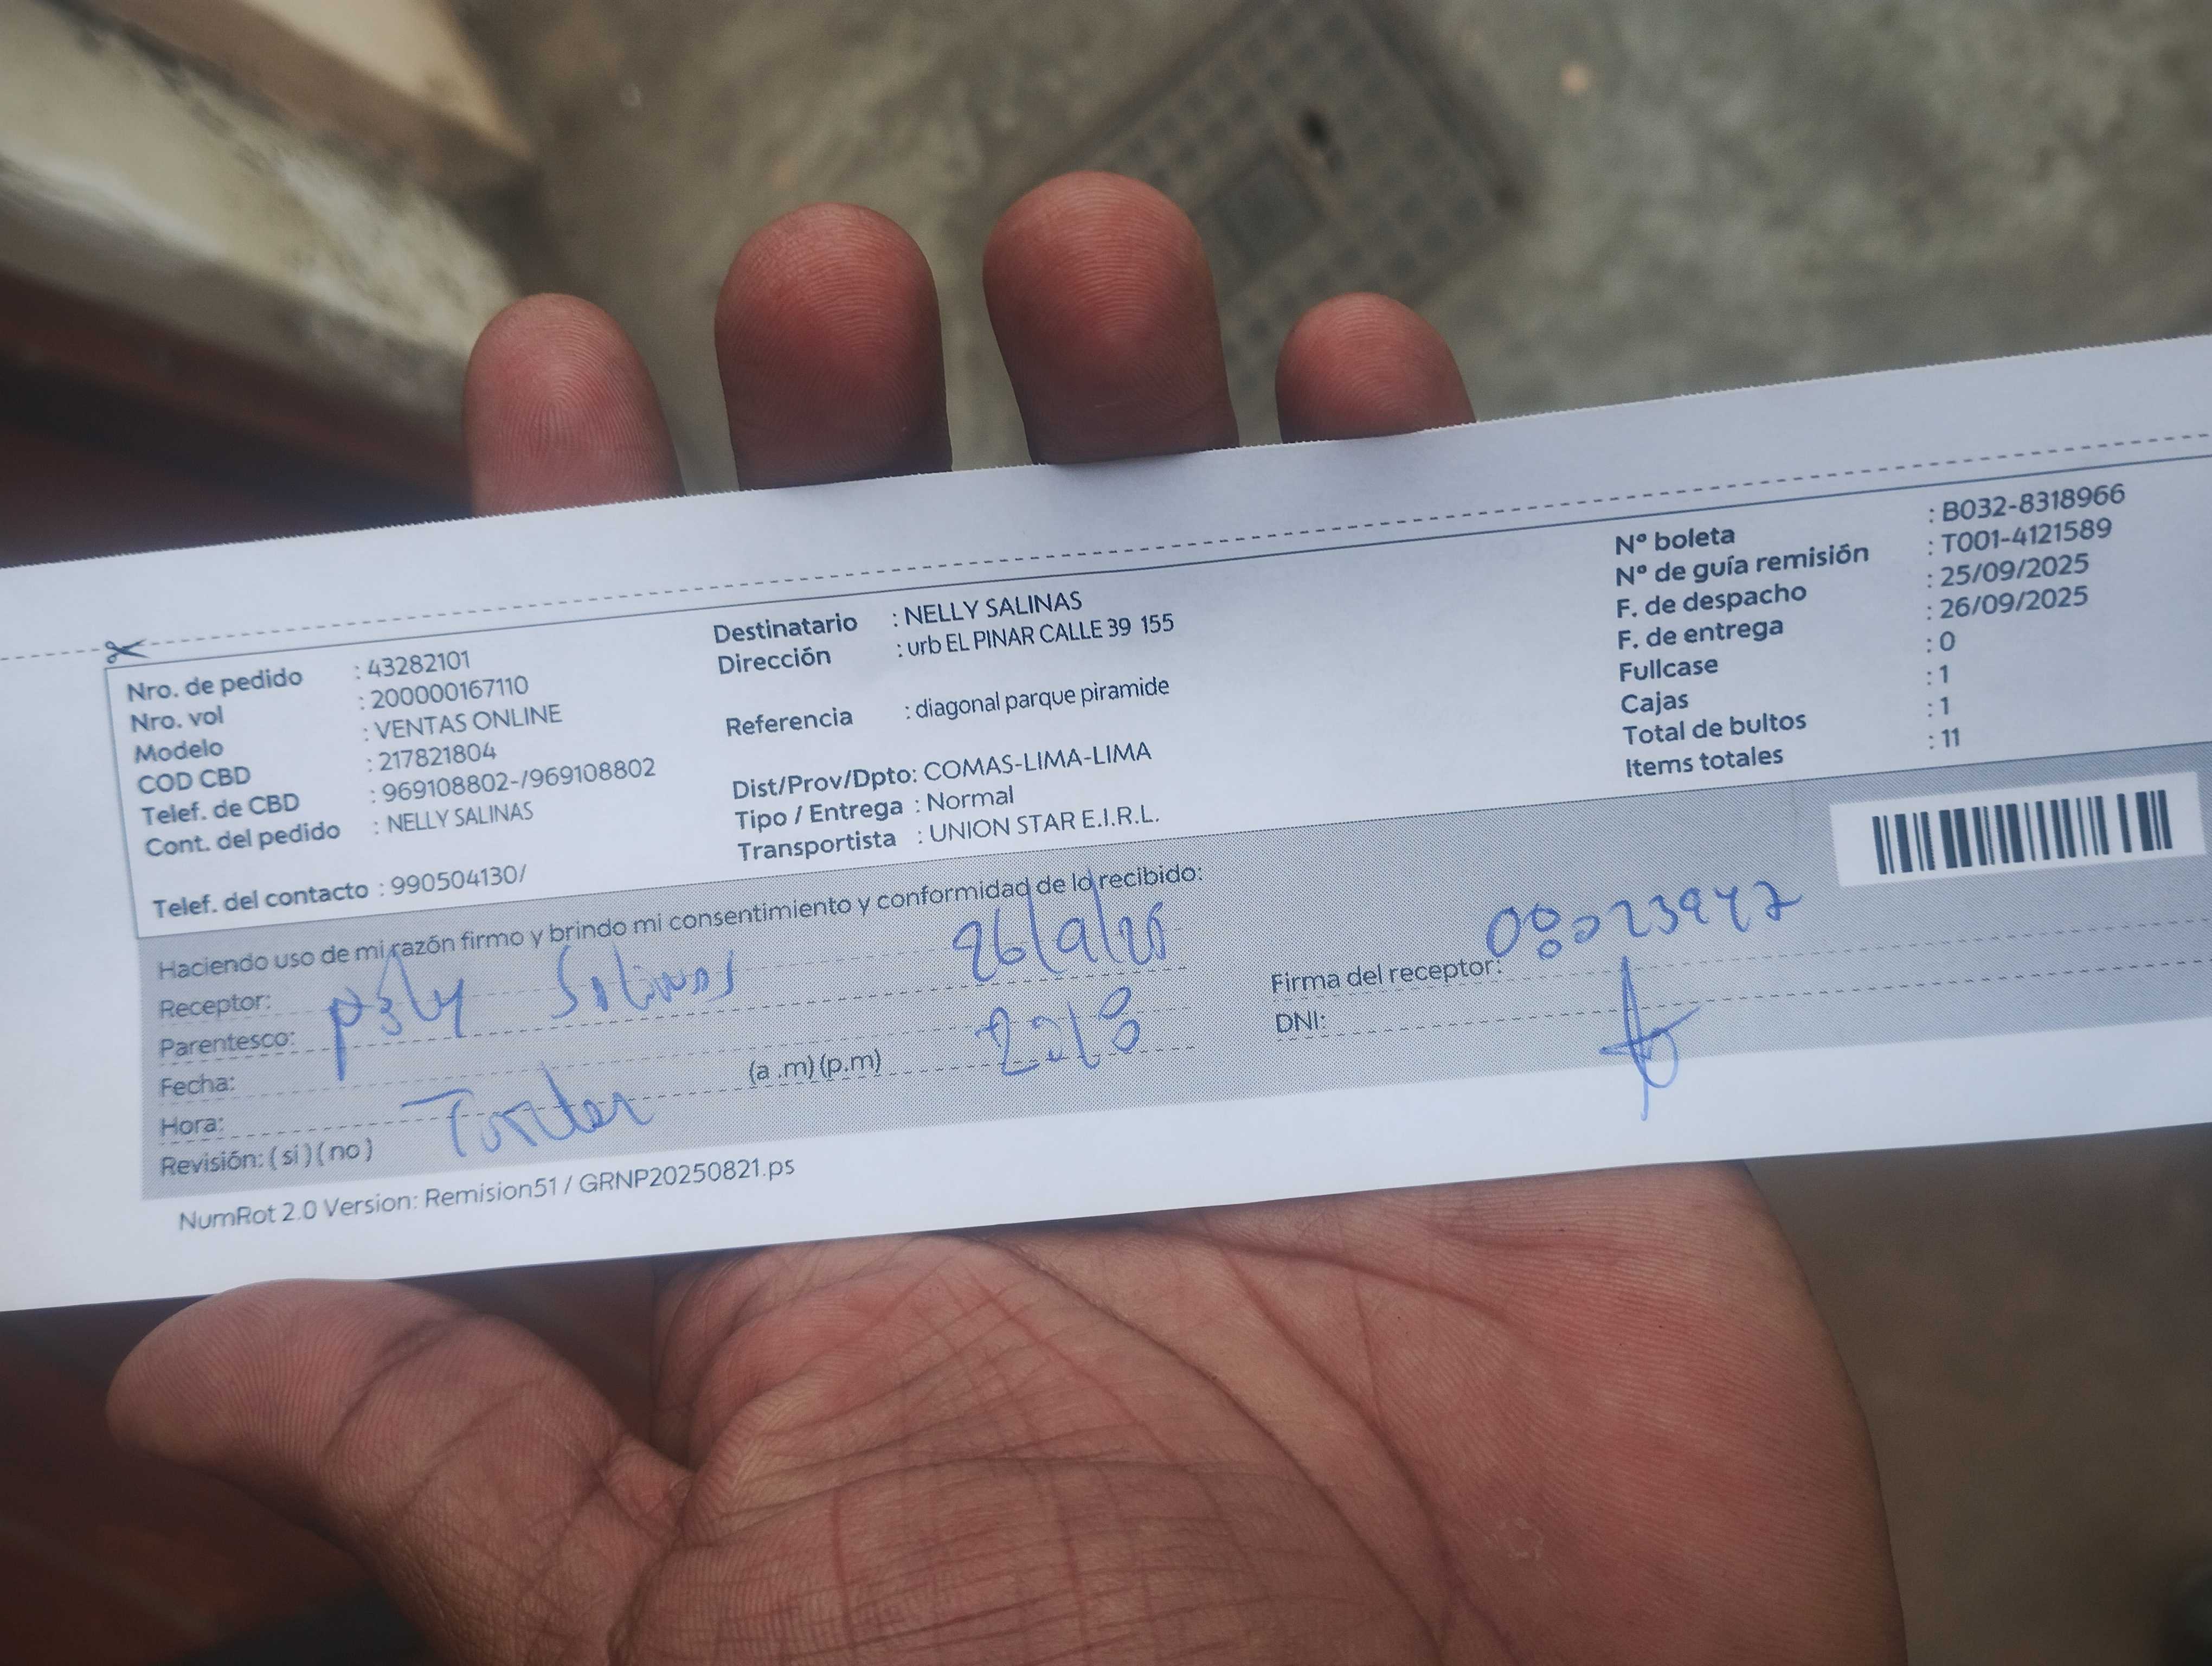 Nro. de pedido : 43282101
Nro. vol : 200000167110
Modelo : VENTAS ONLINE
COD CBD : 217821804
Telef. de CBD : 969108802-/969108802
Cont. del pedido : NELLY SALINAS
Telef. del contacto : 990504130/
Destinatario : NELLY SALINAS
Dirección : urb EL PINAR CALLE 39 155
Referencia : diagonal parque piramide
Dist/Prov/Dpto: COMAS-LIMA-LIMA
Tipo / Entrega : Normal
Transportista : UNION STAR E.I.R.L.
Nº boleta : B032-8318966
Nº de guía remisión : T001-4121589
F. de despacho : 25/09/2025
F. de entrega : 26/09/2025
Fullcase : 0
Cajas : 1
Total de bultos : 1
Items totales : 11
Haciendo uso de mi razón firmo y brindo mi consentimiento y conformidad de lo recibido:
Receptor: Salinas 26/9/25
Parentesco:
Fecha:
Hora: (a .m) (p.m)
Revisión: ( si ) ( no )
Firma del receptor:
DNI:
NumRot 2.0 Version: Remision51 / GRNP20250821.ps